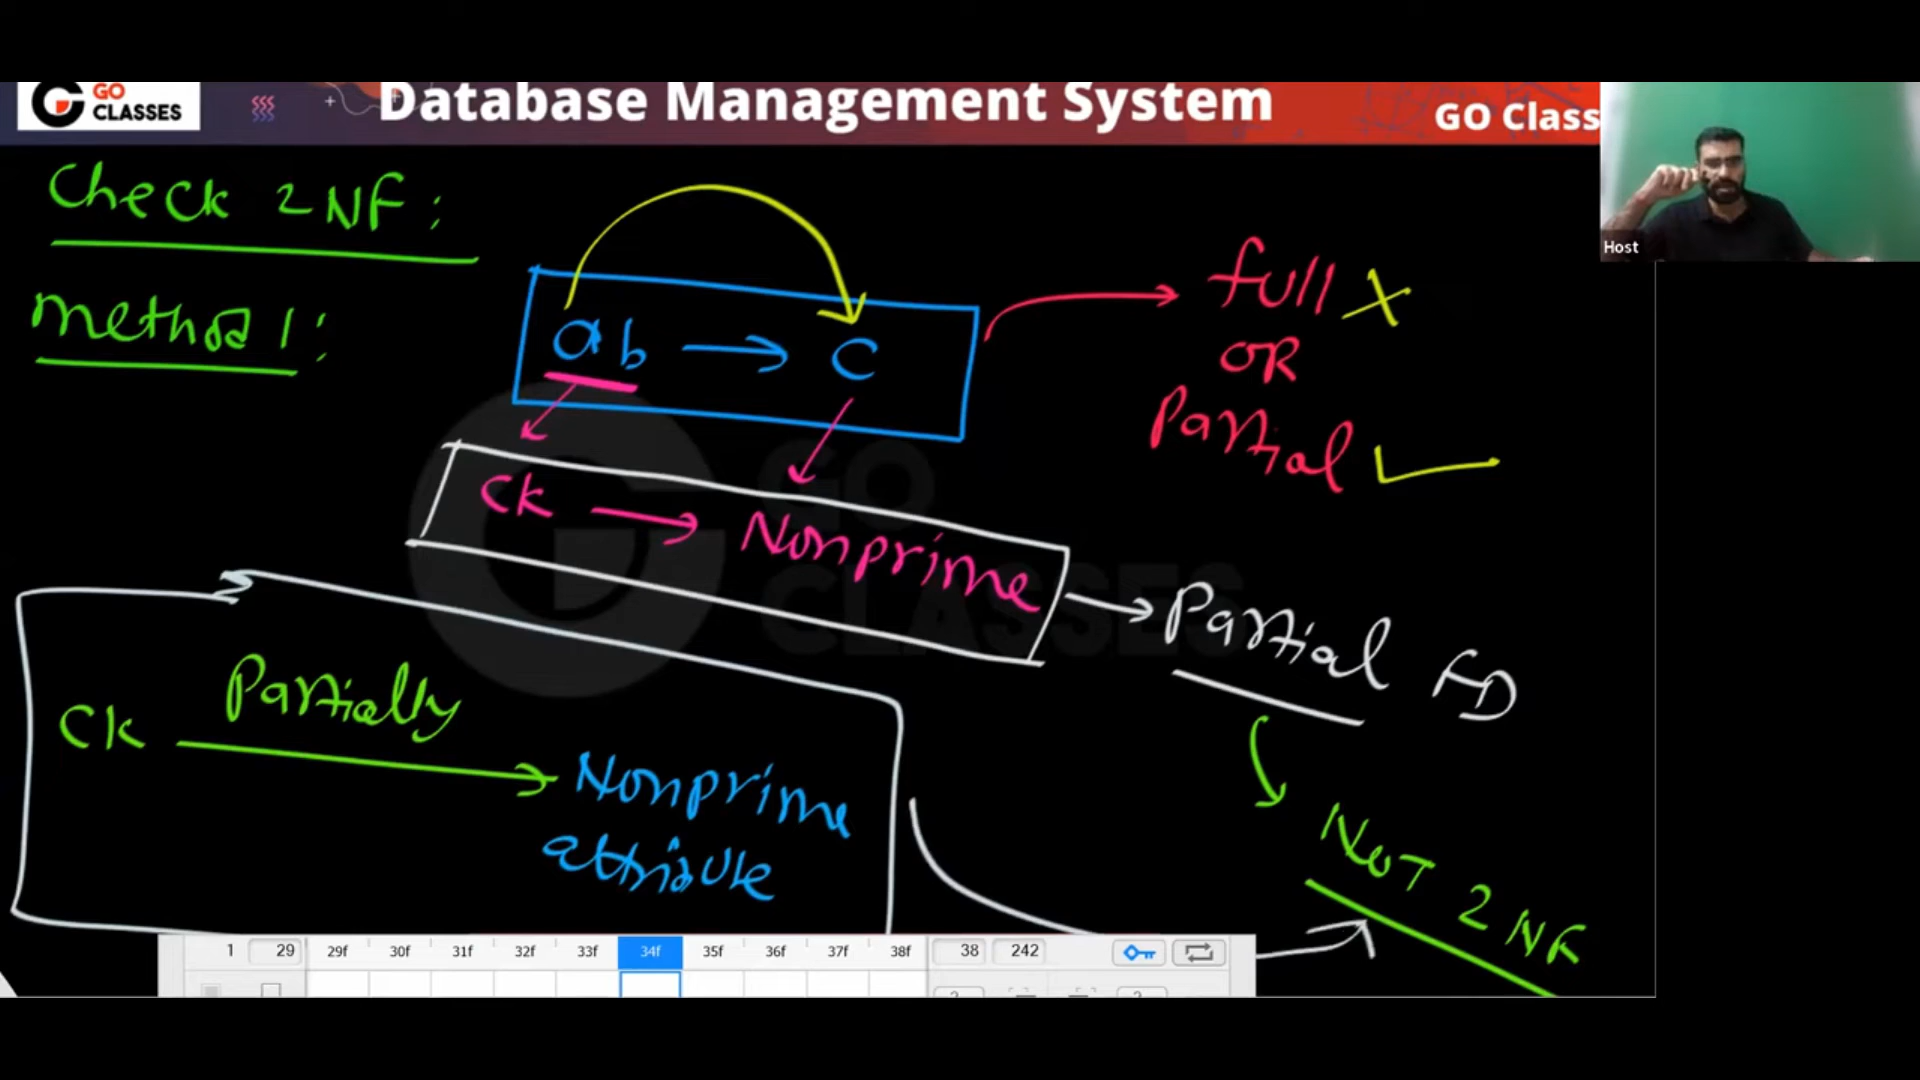 GO
CLASSES
Database Management System
GO Class
Host
Check 2NF:
Method 1:
ab → C
full X
OR
Partial ✓
CK → Nonprime
→ Partial FD
CK Partially → Nonprime
attribute
NOT 2NF
GO
CLASSES
1 29 29f 30f 31f 32f 33f 34f 35f 36f 37f 38f 38 242